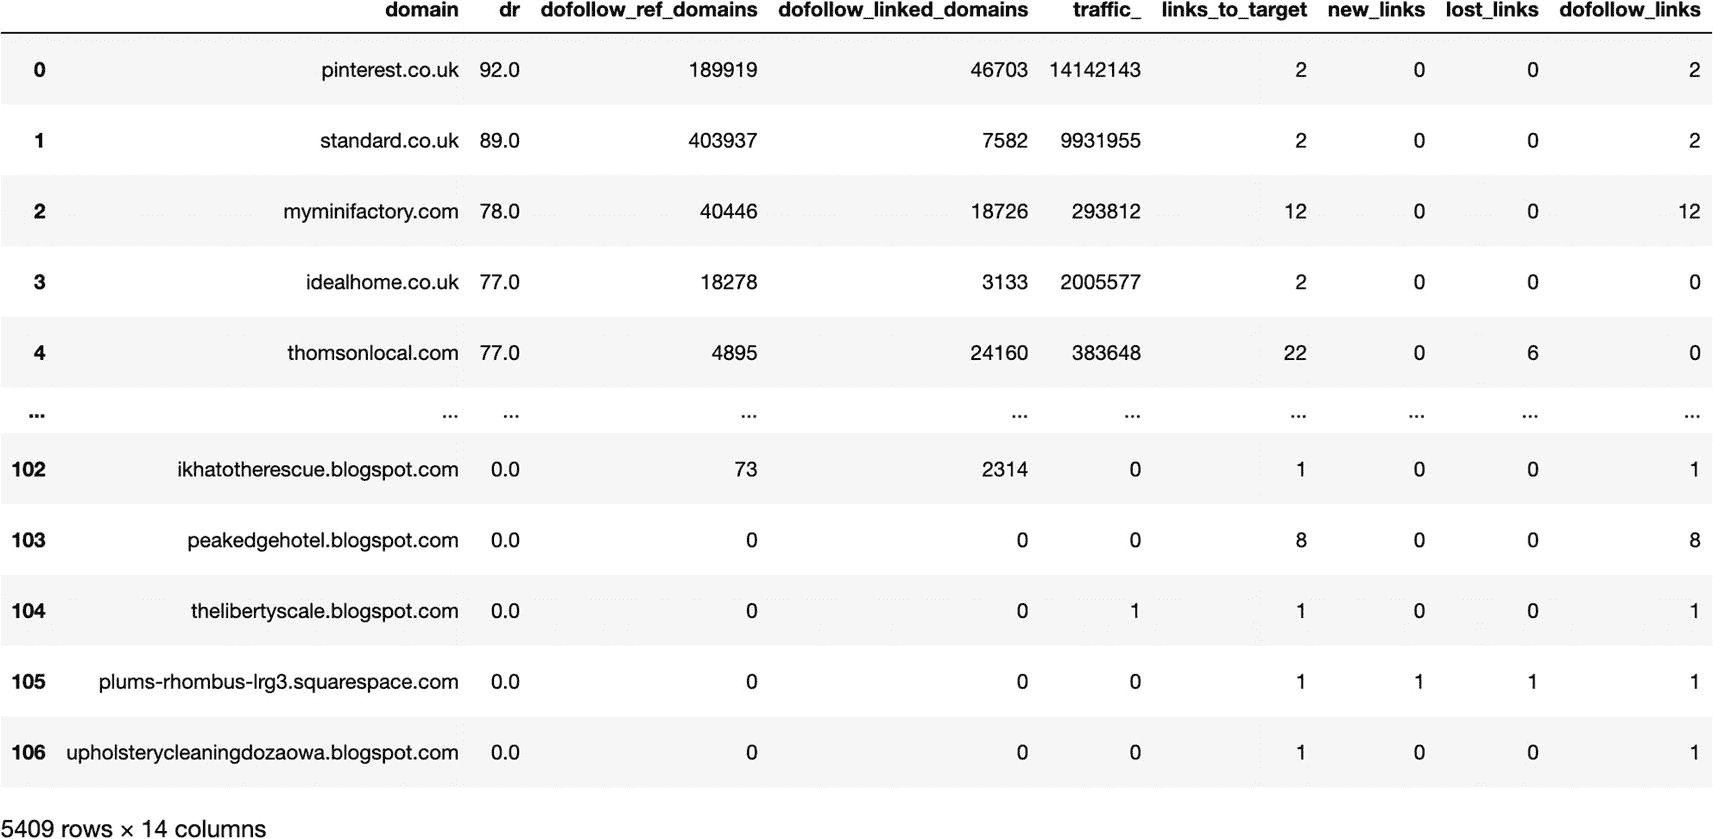 domain dr dofollow_ref_domains dofollow_linked_domains traffic_ links_to_target new_links lost_links dofollow_links
0 pinterest.co.uk 92.0 189919 46703 14142143 2 0 0 2
1 standard.co.uk 89.0 403937 7582 9931955 2 0 0 2
2 myminifactory.com 78.0 40446 18726 293812 12 0 0 12
3 idealhome.co.uk 77.0 18278 3133 2005577 2 0 0 0
4 thomsonlocal.com 77.0 4895 24160 383648 22 0 6 0
... ... ... ... ... ... ... ... ... ...
102 ikhatotherescue.blogspot.com 0.0 73 2314 0 1 0 0 1
103 peakedgehotel.blogspot.com 0.0 0 0 0 8 0 0 8
104 thelibertyscale.blogspot.com 0.0 0 0 1 1 0 0 1
105 plums-rhombus-lrg3.squarespace.com 0.0 0 0 0 1 1 1 1
106 upholsterycleaningdozaowa.blogspot.com 0.0 0 0 0 1 0 0 1
5409 rows × 14 columns